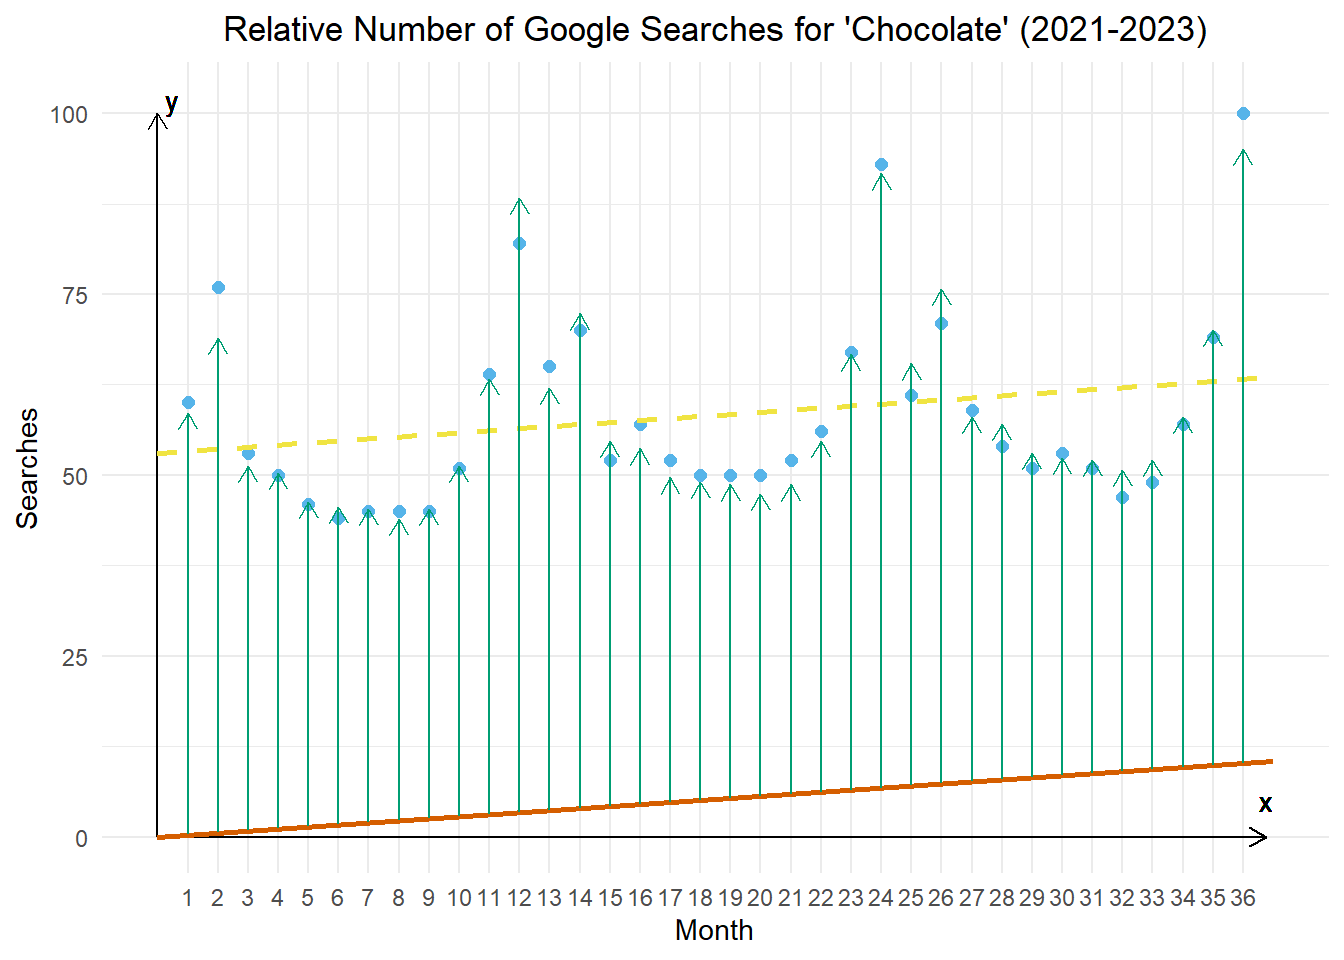 Relative Number of Google Searches for 'Chocolate' (2021-2023)
y
100
75
50
25
0
Searches
x
1 2 3 4 5 6 7 8 9 10 11 12 13 14 15 16 17 18 19 20 21 22 23 24 25 26 27 28 29 30 31 32 33 34 35 36
Month